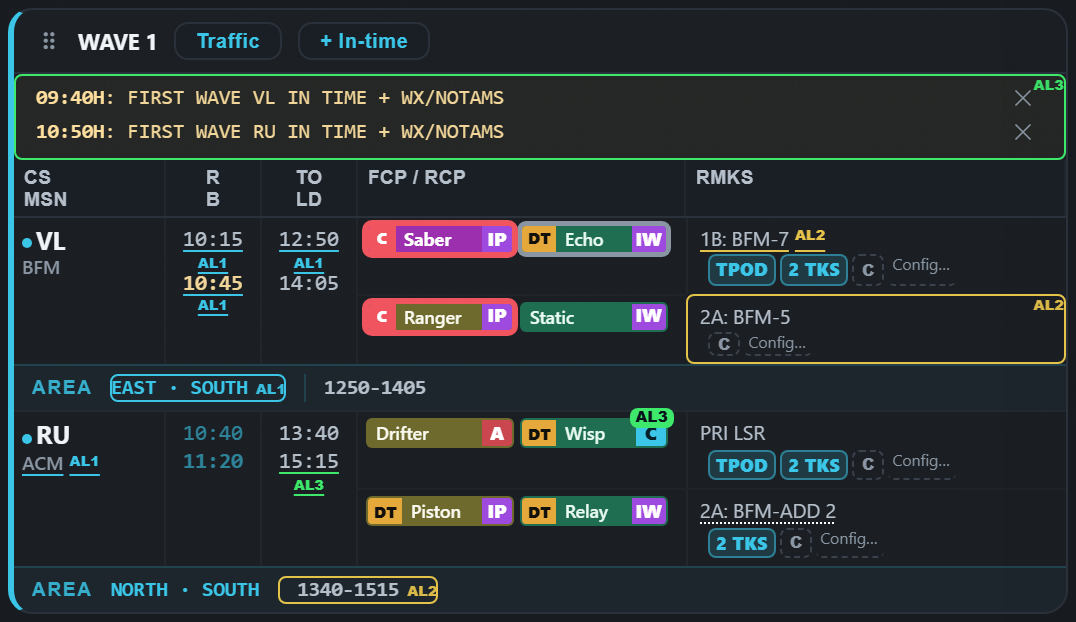 WAVE 1 Traffic + In-time
09:40H: FIRST WAVE VL IN TIME + WX/NOTAMS AL3
10:50H: FIRST WAVE RU IN TIME + WX/NOTAMS
CS R TO FCP / RCP RMKS
MSN B LD
VL 10:15 12:50 C Saber IP DT Echo IW 1B: BFM-7 AL2
BFM AL1 AL1 TPOD 2 TKS C Config...
10:45 14:05
AL1 C Ranger IP Static IW 2A: BFM-5 AL2
C Config...
AREA EAST • SOUTH AL1 1250-1405
AL3
RU 10:40 13:40 Drifter A DT Wisp C PRI LSR
ACM AL1 11:20 15:15 TPOD 2 TKS C Config...
AL3
DT Piston IP DT Relay IW 2A: BFM-ADD 2
2 TKS C Config...
AREA NORTH • SOUTH 1340-1515 AL2